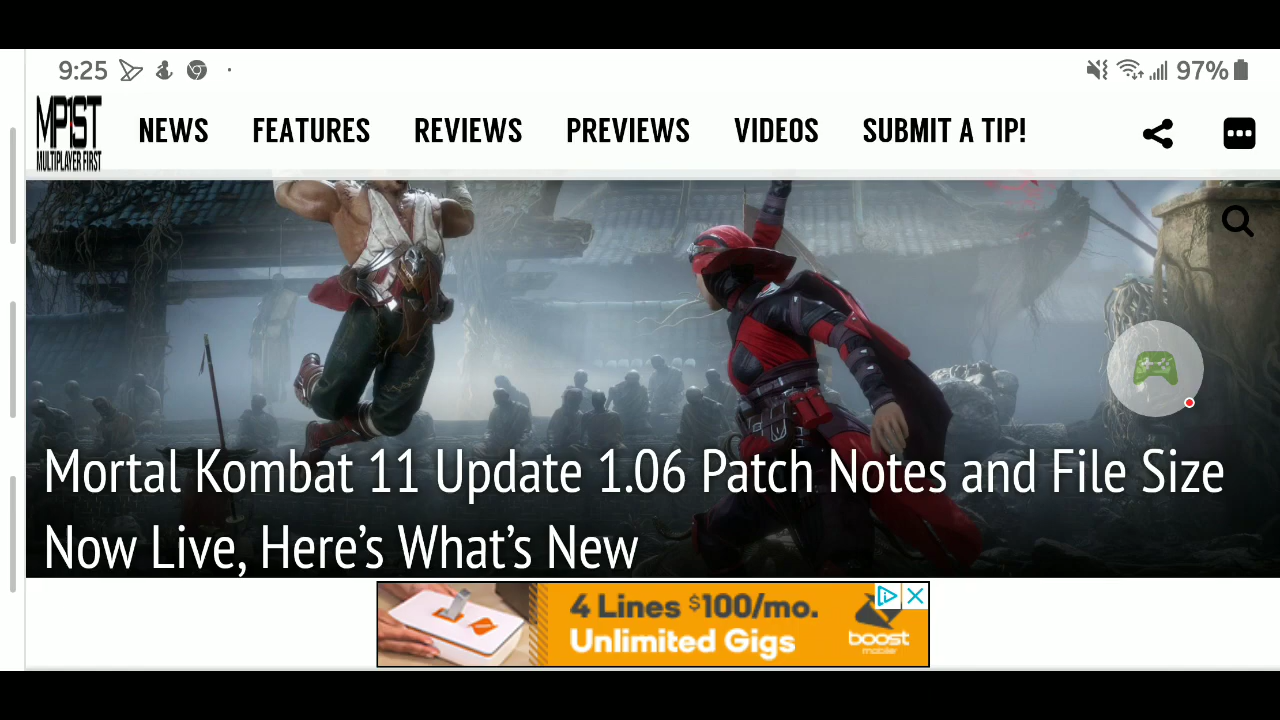 9:25
97%
MP1ST
MULTIPLAYER FIRST
NEWS FEATURES REVIEWS PREVIEWS VIDEOS SUBMIT A TIP!
Mortal Kombat 11 Update 1.06 Patch Notes and File Size
Now Live, Here’s What’s New
4 Lines $100/mo.
Unlimited Gigs
boost
mobile